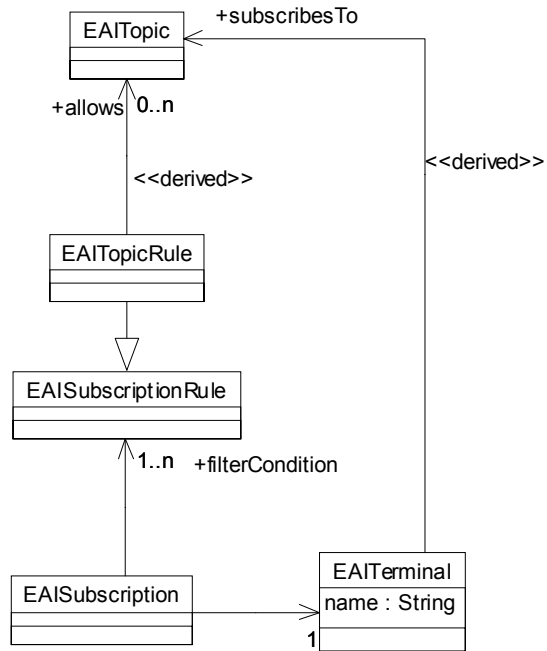 EAITopic
+subscribesTo
+allows 0..n
<<derived>>
<<derived>>
EAITopicRule
EAISubscriptionRule
1..n +filterCondition
EAITerminal
name : String
EAISubscription
1